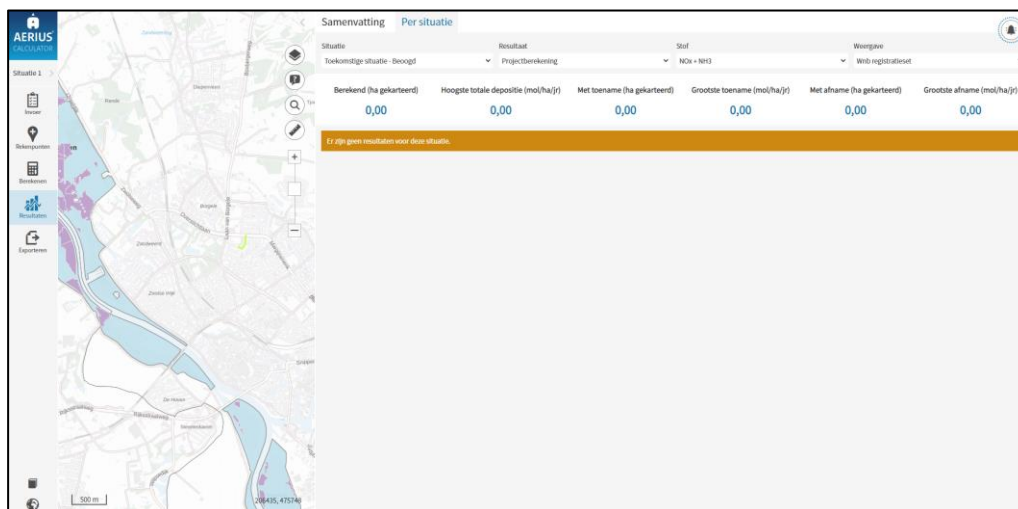 AERIUS
CALCULATOR
Situatie 1
Invoer
Rekenpunten
Berekenen
Resultaten
Exporteren
500 m
206435, 475746
Samenvatting Per situatie
Situatie Resultaat Stof Weergave
Toekomstige situatie - Beoogd Projectberekening NOx + NH3 Wnb registratieset
Berekend (ha gekarteerd) Hoogste totale depositie (mol/ha/jr) Met toename (ha gekarteerd) Grootste toename (mol/ha/jr) Met afname (ha gekarteerd) Grootste afname (mol/ha/jr)
0,00 0,00 0,00 0,00 0,00 0,00
Er zijn geen resultaten voor deze situatie.